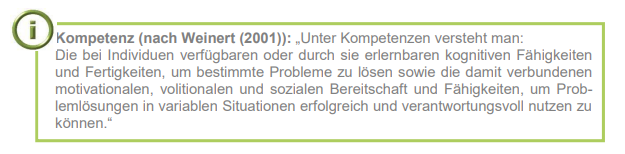 i
Kompetenz (nach Weinert (2001)): „Unter Kompetenzen versteht man:
Die bei Individuen verfügbaren oder durch sie erlernbaren kognitiven Fähigkeiten
und Fertigkeiten, um bestimmte Probleme zu lösen sowie die damit verbundenen
motivationalen, volitionalen und sozialen Bereitschaft und Fähigkeiten, um Prob-
lemlösungen in variablen Situationen erfolgreich und verantwortungsvoll nutzen zu
können.“